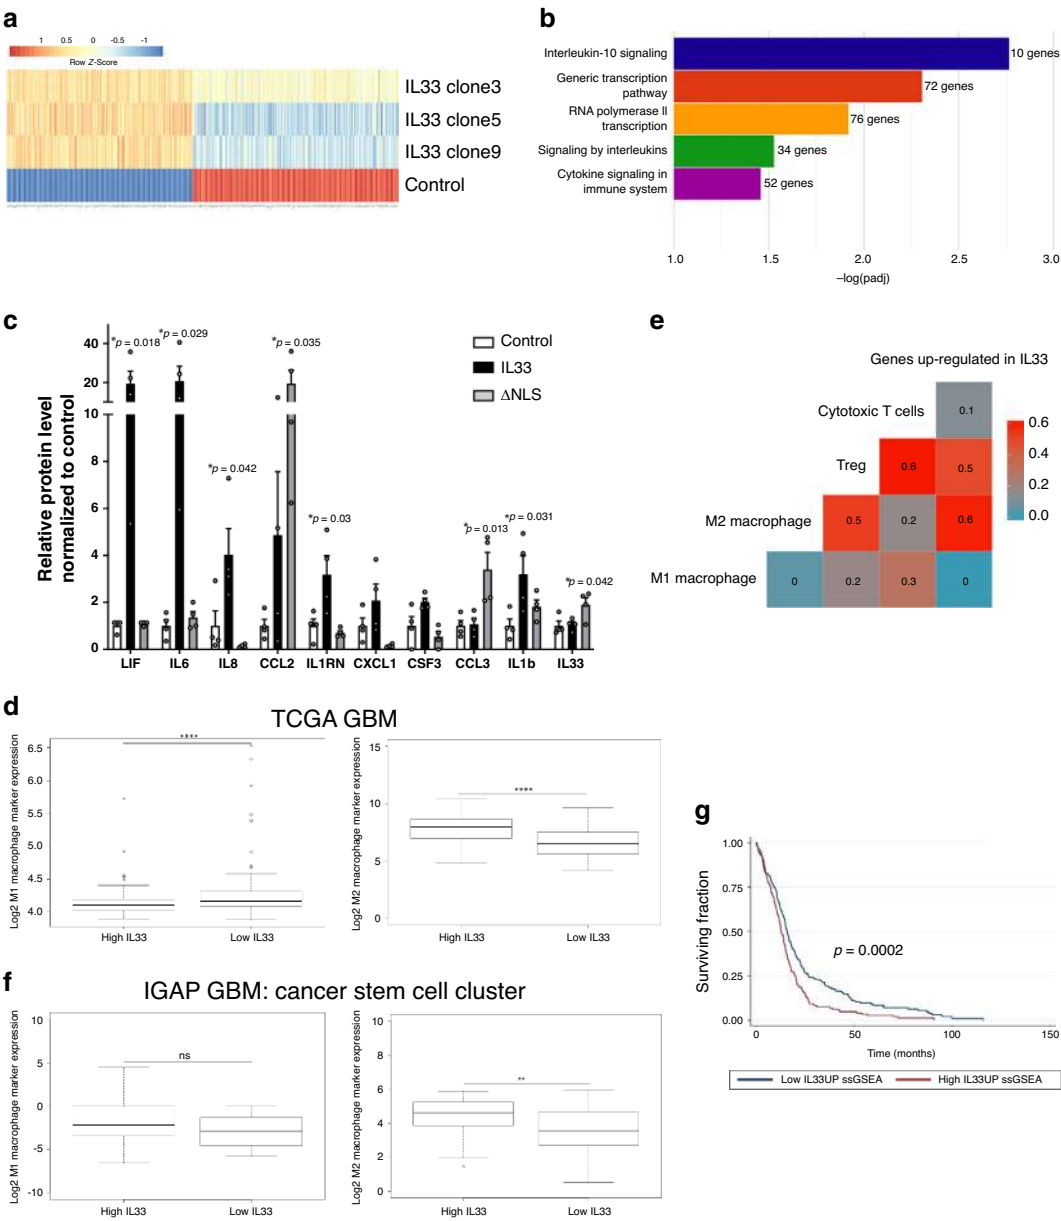 a
1 0.5 0 -0.5 -1
Row Z-Score
IL33 clone3
IL33 clone5
IL33 clone9
Control
b
Interleukin-10 signaling
10 genes
Generic transcription
pathway
72 genes
RNA polymerase II
transcription
76 genes
Signaling by interleukins
34 genes
Cytokine signaling in
immune system
52 genes
1.0 1.5 2.0 2.5 3.0
–log(padj)
c
Relative protein level
normalized to control
40
20
10
8
6
4
2
0
*p = 0.018
*p = 0.029
*p = 0.042
*p = 0.035
*p = 0.03
*p = 0.013
*p = 0.031
*p = 0.042
Control
IL33
ΔNLS
LIF IL6 IL8 CCL2 IL1RN CXCL1 CSF3 CCL3 IL1b IL33
e
Genes up-regulated in IL33
Cytotoxic T cells
0.1
Treg
0.6 0.5
M2 macrophage
0.5 0.2 0.6
M1 macrophage
0 0.2 0.3 0
0.6
0.4
0.2
0.0
d
TCGA GBM
Log2 M1 macrophage marker expression
6.5
6.0
5.5
5.0
4.5
4.0
****
High IL33 Low IL33
Log2 M2 macrophage marker expression
15
10
5
0
****
High IL33 Low IL33
f
IGAP GBM: cancer stem cell cluster
Log2 M1 macrophage marker expression
10
5
0
-5
-10
ns
High IL33 Low IL33
Log2 M2 macrophage marker expression
10
8
6
4
2
0
**
High IL33 Low IL33
g
Surviving fraction
1.00
0.75
0.50
0.25
0.00
p = 0.0002
0 50 100 150
Time (months)
Low IL33UP ssGSEA High IL33UP ssGSEA